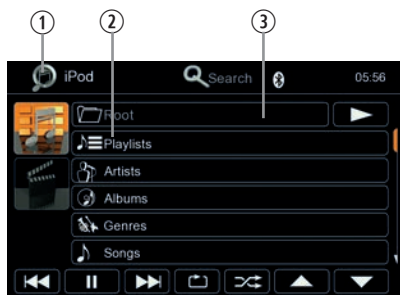 1 2 3
iPod Search 05:56
Root
Playlists
Artists
Albums
Genres
Songs